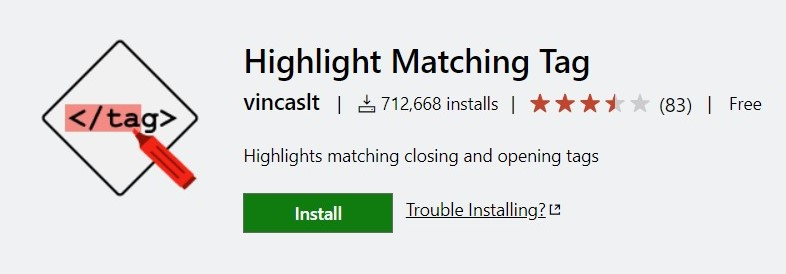 </tag>
Highlight Matching Tag
vincaslt | 712,668 installs | (83) | Free
Highlights matching closing and opening tags
Install Trouble Installing?